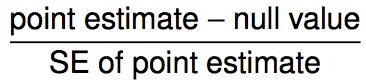 point estimate – null value
SE of point estimate